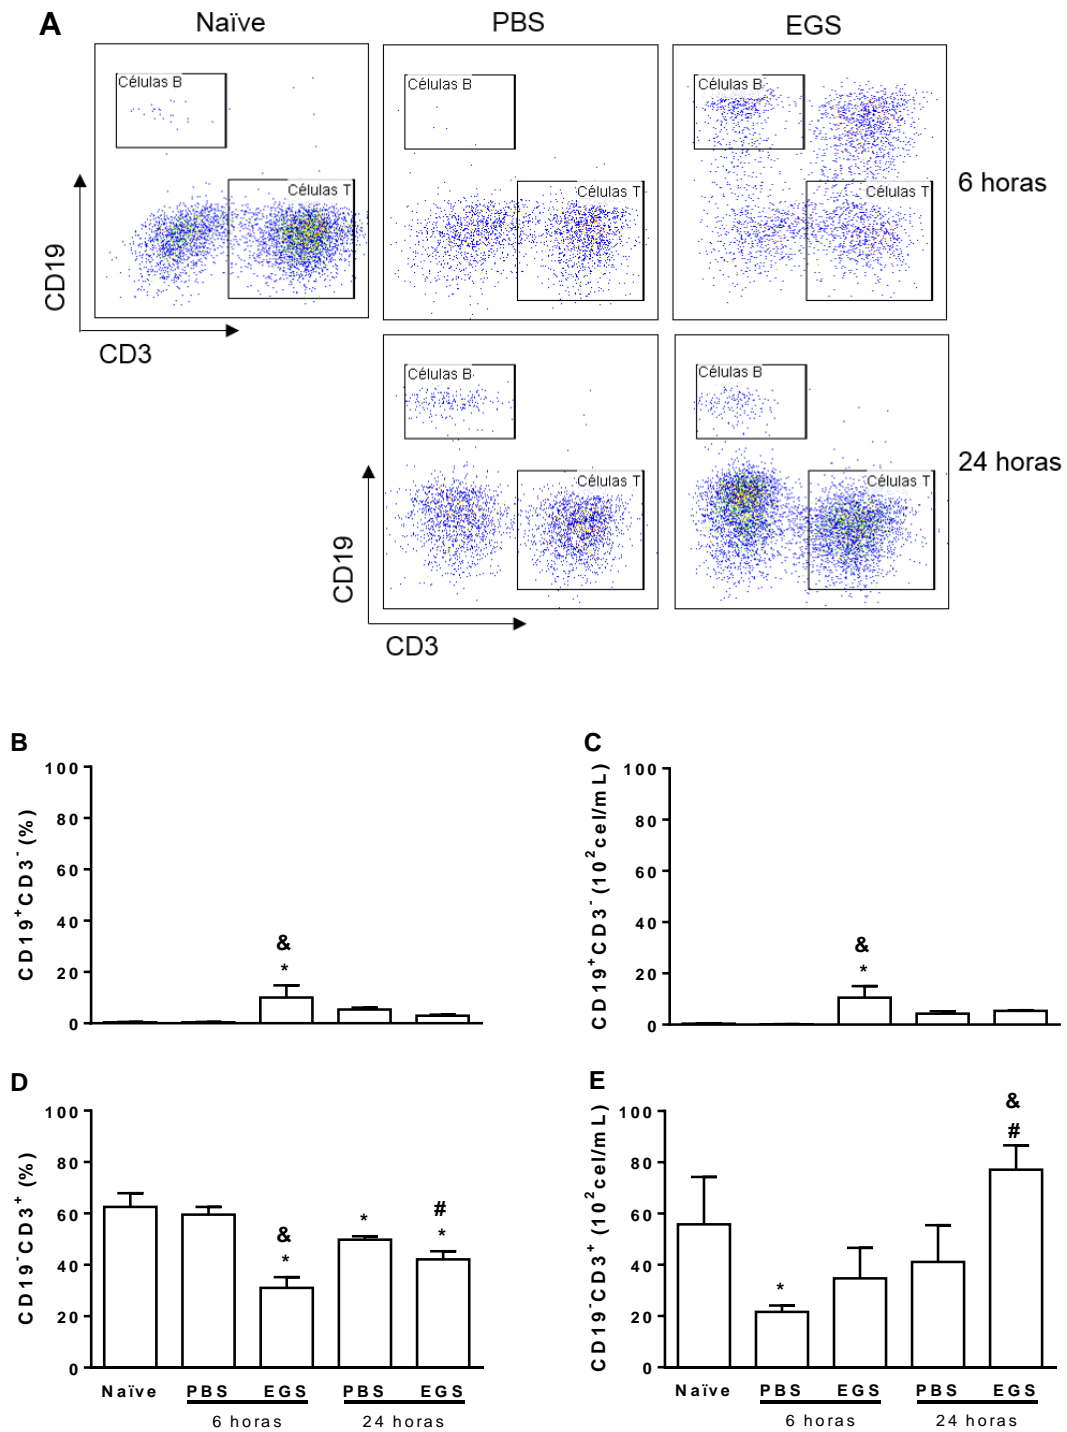 A
Naïve
PBS
EGS
Células B
Células T
Células B
Células T
Células B
Células T
6 horas
CD19
CD3
Células B
Células T
Células B
Células T
24 horas
CD19
CD3
B
CD19⁺CD3⁻ (%)
100
80
60
40
20
0
&
*
C
CD19⁺CD3⁻ (10²cel/mL)
100
80
60
40
20
0
&
*
D
CD19⁻CD3⁺ (%)
100
80
60
40
20
0
&
*
*
#
*
Naïve PBS EGS PBS EGS
6 horas 24 horas
E
CD19⁻CD3⁺ (10²cel/mL)
100
80
60
40
20
0
*
&
#
Naïve PBS EGS PBS EGS
6 horas 24 horas